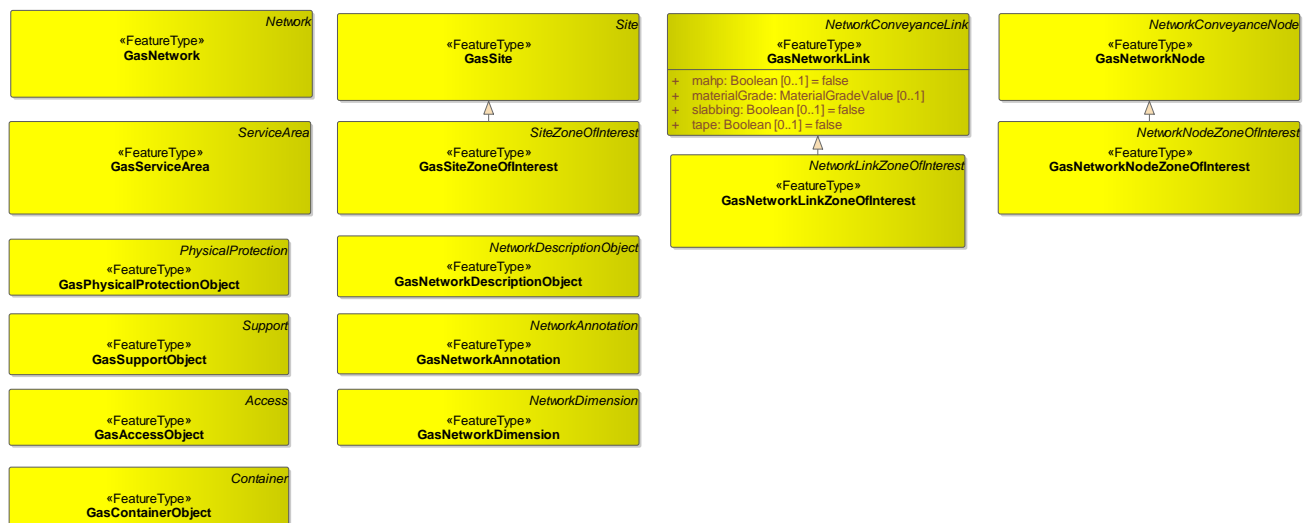 Network
«FeatureType»
GasNetwork
Site
«FeatureType»
GasSite
NetworkConveyanceLink
«FeatureType»
GasNetworkLink
+ mahp: Boolean [0..1] = false
+ materialGrade: MaterialGradeValue [0..1]
+ slabbing: Boolean [0..1] = false
+ tape: Boolean [0..1] = false
NetworkConveyanceNode
«FeatureType»
GasNetworkNode
ServiceArea
«FeatureType»
GasServiceArea
SiteZoneOfInterest
«FeatureType»
GasSiteZoneOfInterest
NetworkLinkZoneOfInterest
«FeatureType»
GasNetworkLinkZoneOfInterest
NetworkNodeZoneOfInterest
«FeatureType»
GasNetworkNodeZoneOfInterest
PhysicalProtection
«FeatureType»
GasPhysicalProtectionObject
NetworkDescriptionObject
«FeatureType»
GasNetworkDescriptionObject
Support
«FeatureType»
GasSupportObject
NetworkAnnotation
«FeatureType»
GasNetworkAnnotation
Access
«FeatureType»
GasAccessObject
NetworkDimension
«FeatureType»
GasNetworkDimension
Container
«FeatureType»
GasContainerObject